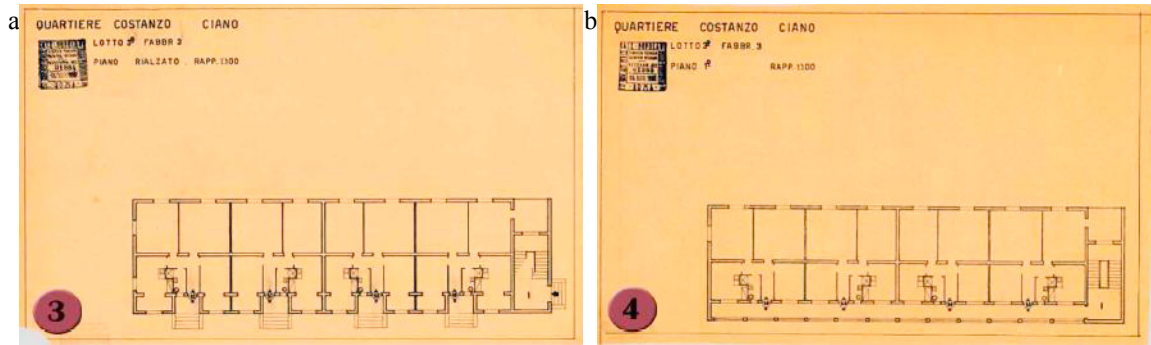 a
QUARTIERE COSTANZO CIANO
LOTTO 3° FABBR 3
PIANO RIALZATO RAPP. 1:100
3
b
QUARTIERE COSTANZO CIANO
LOTTO 3° FABBR. 3
PIANO 1° RAPP. 1:100
4